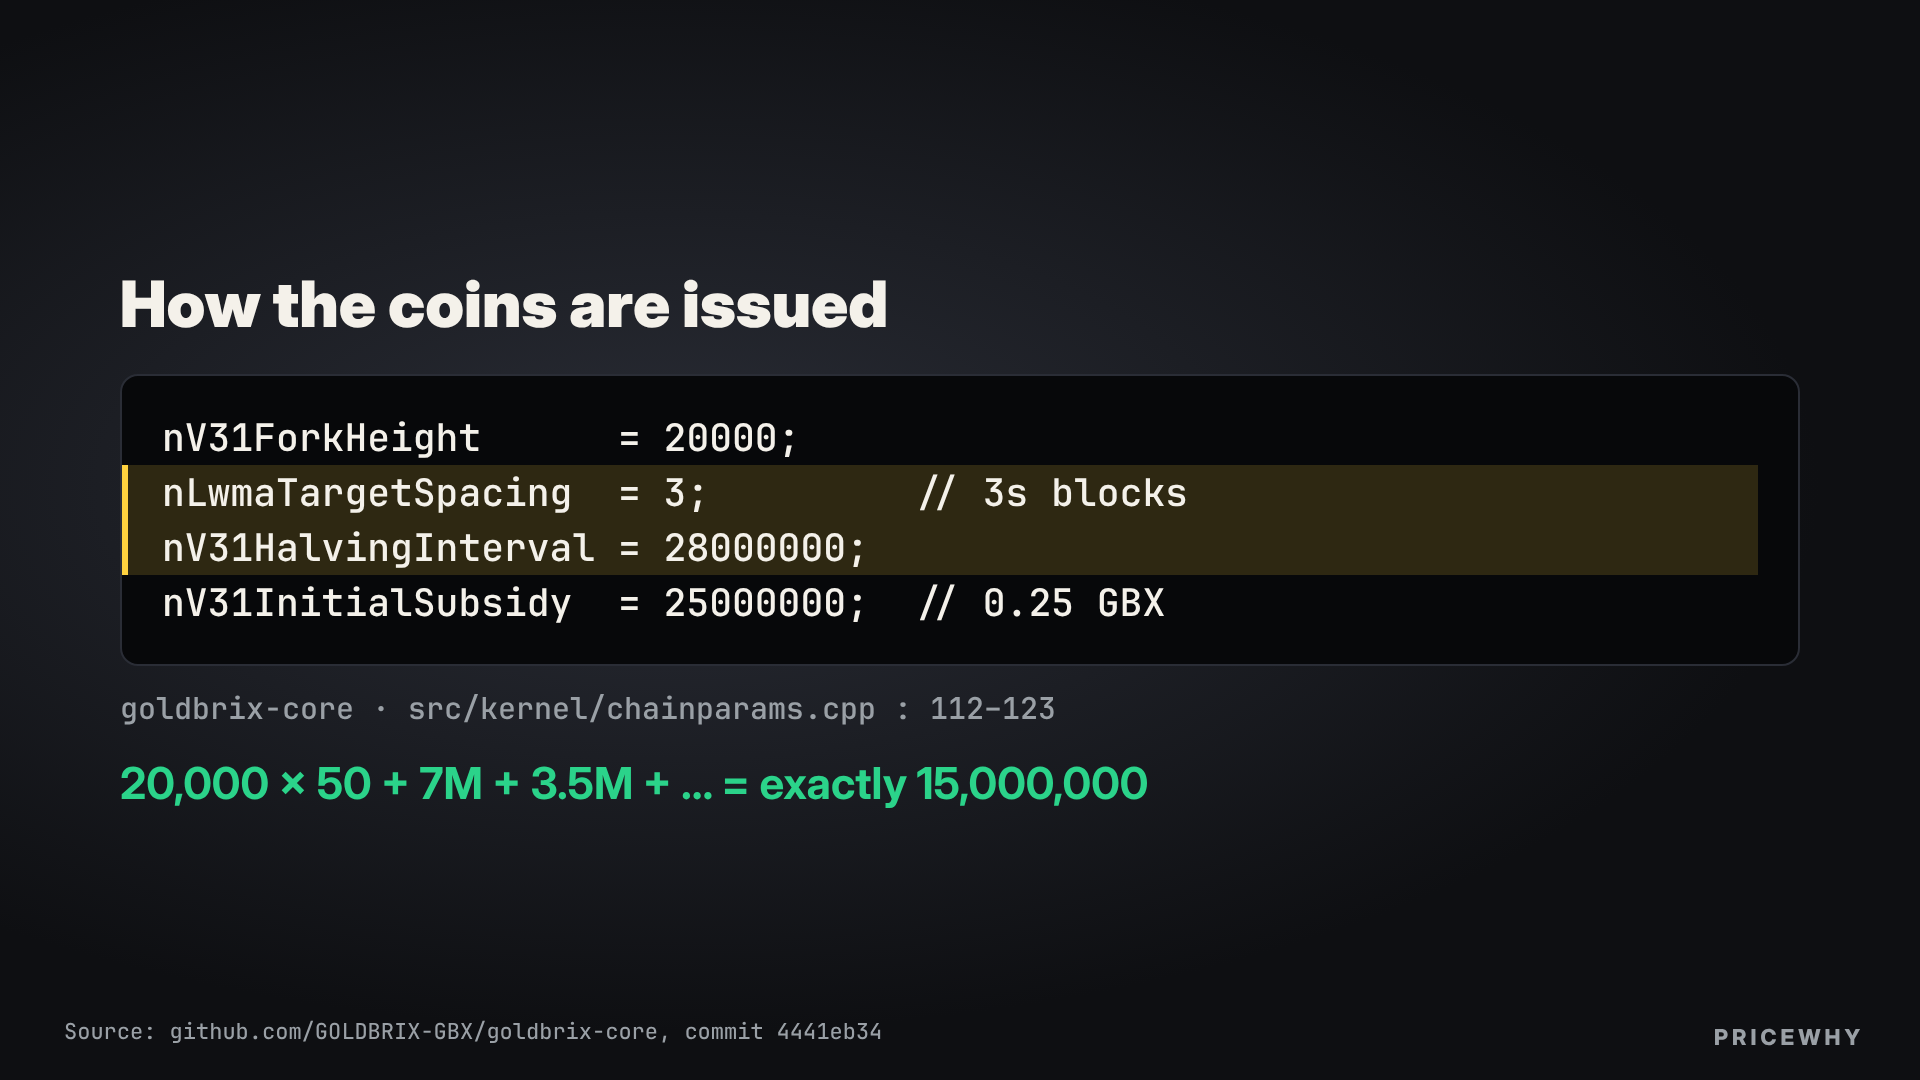 How the coins are issued
nV31ForkHeight      = 20000;
nLwmaTargetSpacing  = 3;         // 3s blocks
nV31HalvingInterval = 28000000;
nV31InitialSubsidy  = 25000000;  // 0.25 GBX
goldbrix-core · src/kernel/chainparams.cpp : 112–123
20,000 × 50 + 7M + 3.5M + … = exactly 15,000,000
Source: github.com/GOLDBRIX-GBX/goldbrix-core, commit 4441eb34
PRICEWHY